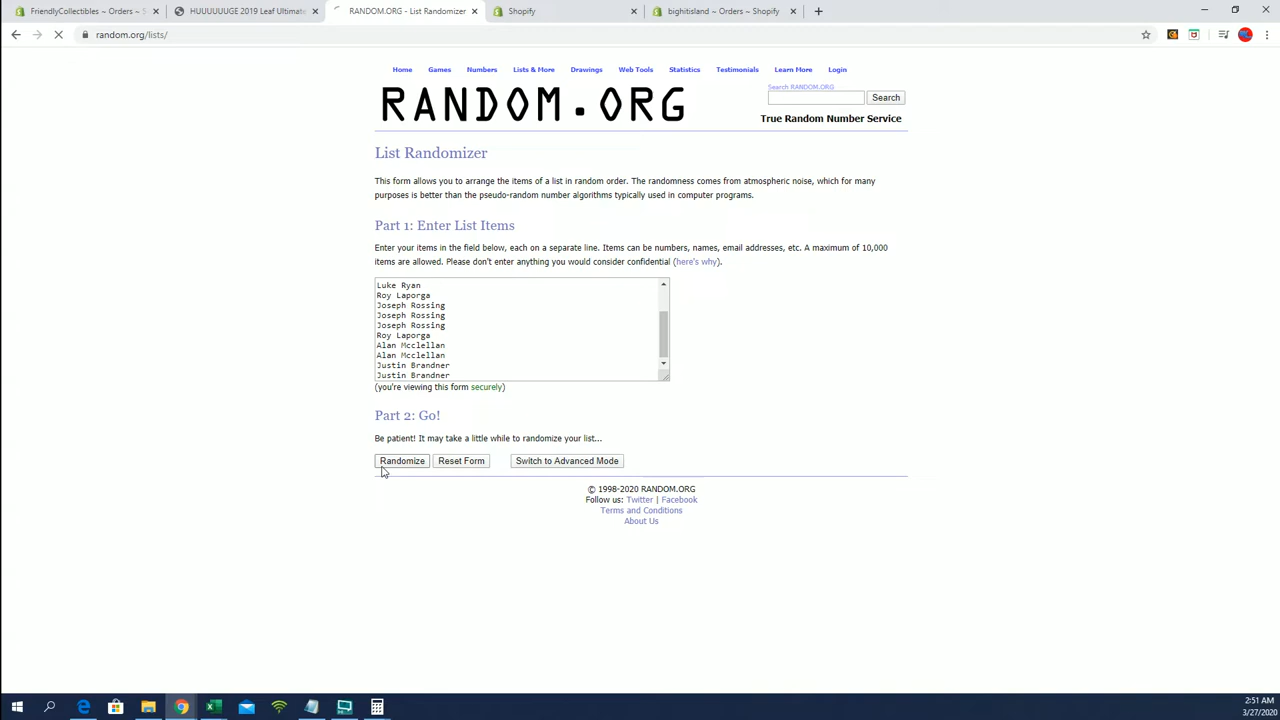 FriendlyCollectibles ~ Orders ~ S
HUUUUUUGE 2019 Leaf Ultimate
RANDOM.ORG - List Randomizer
Shopify
bighitisland ~ Orders ~ Shopify
random.org/lists/
Home Games Numbers Lists & More Drawings Web Tools Statistics Testimonials Learn More Login
Search RANDOM.ORG
RANDOM.ORG
Search
True Random Number Service
List Randomizer
This form allows you to arrange the items of a list in random order. The randomness comes from atmospheric noise, which for many
purposes is better than the pseudo-random number algorithms typically used in computer programs.
Part 1: Enter List Items
Enter your items in the field below, each on a separate line. Items can be numbers, names, email addresses, etc. A maximum of 10,000
items are allowed. Please don't enter anything you would consider confidential (here's why).
Luke Ryan
Roy Laporga
Joseph Rossing
Joseph Rossing
Joseph Rossing
Roy Laporga
Alan Mcclellan
Alan Mcclellan
Justin Brandner
Justin Brandner
(you're viewing this form securely)
Part 2: Go!
Be patient! It may take a little while to randomize your list...
Randomize Reset Form Switch to Advanced Mode
© 1998-2020 RANDOM.ORG
Follow us: Twitter | Facebook
Terms and Conditions
About Us
2:51 AM
3/27/2020